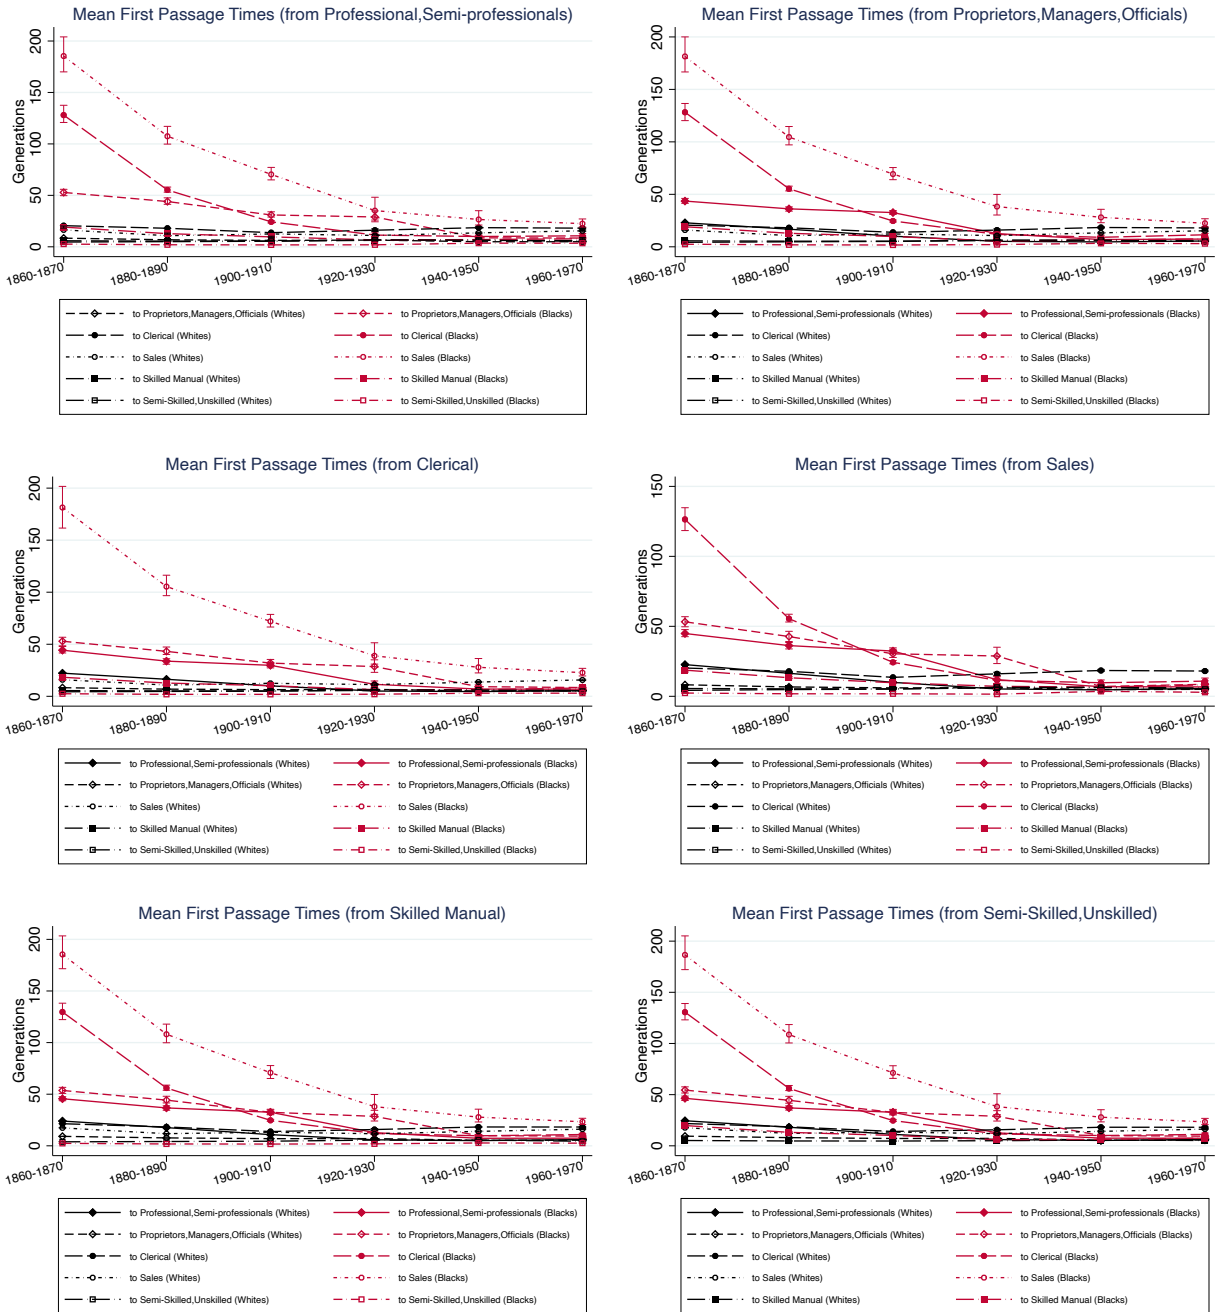 Mean First Passage Times (from Professional,Semi-professionals)
Generations
200
150
100
50
0
1860-1870
1880-1890
1900-1910
1920-1930
1940-1950
1960-1970
to Proprietors,Managers,Officials (Whites)
to Proprietors,Managers,Officials (Blacks)
to Clerical (Whites)
to Clerical (Blacks)
to Sales (Whites)
to Sales (Blacks)
to Skilled Manual (Whites)
to Skilled Manual (Blacks)
to Semi-Skilled,Unskilled (Whites)
to Semi-Skilled,Unskilled (Blacks)
Mean First Passage Times (from Proprietors,Managers,Officials)
Generations
200
150
100
50
0
1860-1870
1880-1890
1900-1910
1920-1930
1940-1950
1960-1970
to Professional,Semi-professionals (Whites)
to Professional,Semi-professionals (Blacks)
to Clerical (Whites)
to Clerical (Blacks)
to Sales (Whites)
to Sales (Blacks)
to Skilled Manual (Whites)
to Skilled Manual (Blacks)
to Semi-Skilled,Unskilled (Whites)
to Semi-Skilled,Unskilled (Blacks)
Mean First Passage Times (from Clerical)
Generations
200
150
100
50
0
1860-1870
1880-1890
1900-1910
1920-1930
1940-1950
1960-1970
to Professional,Semi-professionals (Whites)
to Professional,Semi-professionals (Blacks)
to Proprietors,Managers,Officials (Whites)
to Proprietors,Managers,Officials (Blacks)
to Sales (Whites)
to Sales (Blacks)
to Skilled Manual (Whites)
to Skilled Manual (Blacks)
to Semi-Skilled,Unskilled (Whites)
to Semi-Skilled,Unskilled (Blacks)
Mean First Passage Times (from Sales)
Generations
150
100
50
0
1860-1870
1880-1890
1900-1910
1920-1930
1940-1950
1960-1970
to Professional,Semi-professionals (Whites)
to Professional,Semi-professionals (Blacks)
to Proprietors,Managers,Officials (Whites)
to Proprietors,Managers,Officials (Blacks)
to Clerical (Whites)
to Clerical (Blacks)
to Skilled Manual (Whites)
to Skilled Manual (Blacks)
to Semi-Skilled,Unskilled (Whites)
to Semi-Skilled,Unskilled (Blacks)
Mean First Passage Times (from Skilled Manual)
Generations
200
150
100
50
0
1860-1870
1880-1890
1900-1910
1920-1930
1940-1950
1960-1970
to Professional,Semi-professionals (Whites)
to Professional,Semi-professionals (Blacks)
to Proprietors,Managers,Officials (Whites)
to Proprietors,Managers,Officials (Blacks)
to Clerical (Whites)
to Clerical (Blacks)
to Sales (Whites)
to Sales (Blacks)
to Semi-Skilled,Unskilled (Whites)
to Semi-Skilled,Unskilled (Blacks)
Mean First Passage Times (from Semi-Skilled,Unskilled)
Generations
200
150
100
50
0
1860-1870
1880-1890
1900-1910
1920-1930
1940-1950
1960-1970
to Professional,Semi-professionals (Whites)
to Professional,Semi-professionals (Blacks)
to Proprietors,Managers,Officials (Whites)
to Proprietors,Managers,Officials (Blacks)
to Clerical (Whites)
to Clerical (Blacks)
to Sales (Whites)
to Sales (Blacks)
to Skilled Manual (Whites)
to Skilled Manual (Blacks)